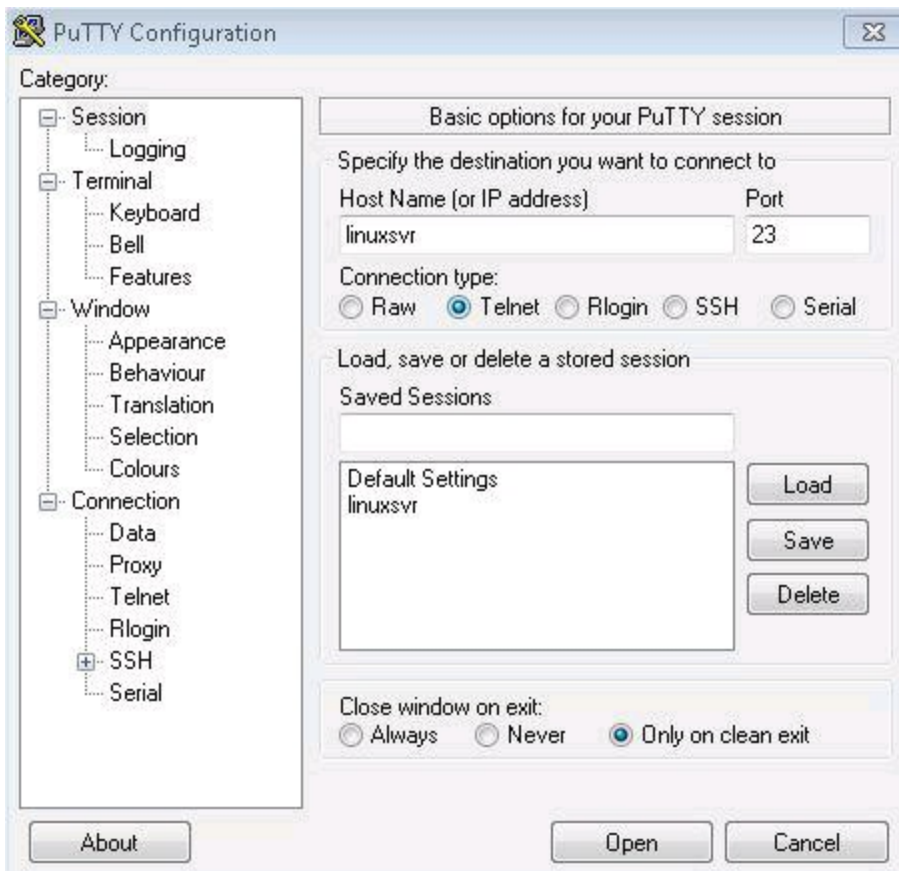 PuTTY Configuration
Category:
Session
Logging
Terminal
Keyboard
Bell
Features
Window
Appearance
Behaviour
Translation
Selection
Colours
Connection
Data
Proxy
Telnet
Rlogin
SSH
Serial
Basic options for your PuTTY session
Specify the destination you want to connect to
Host Name (or IP address) Port
linuxsvr 23
Connection type:
Raw Telnet Rlogin SSH Serial
Load, save or delete a stored session
Saved Sessions
Default Settings
linuxsvr
Load
Save
Delete
Close window on exit:
Always Never Only on clean exit
About Open Cancel